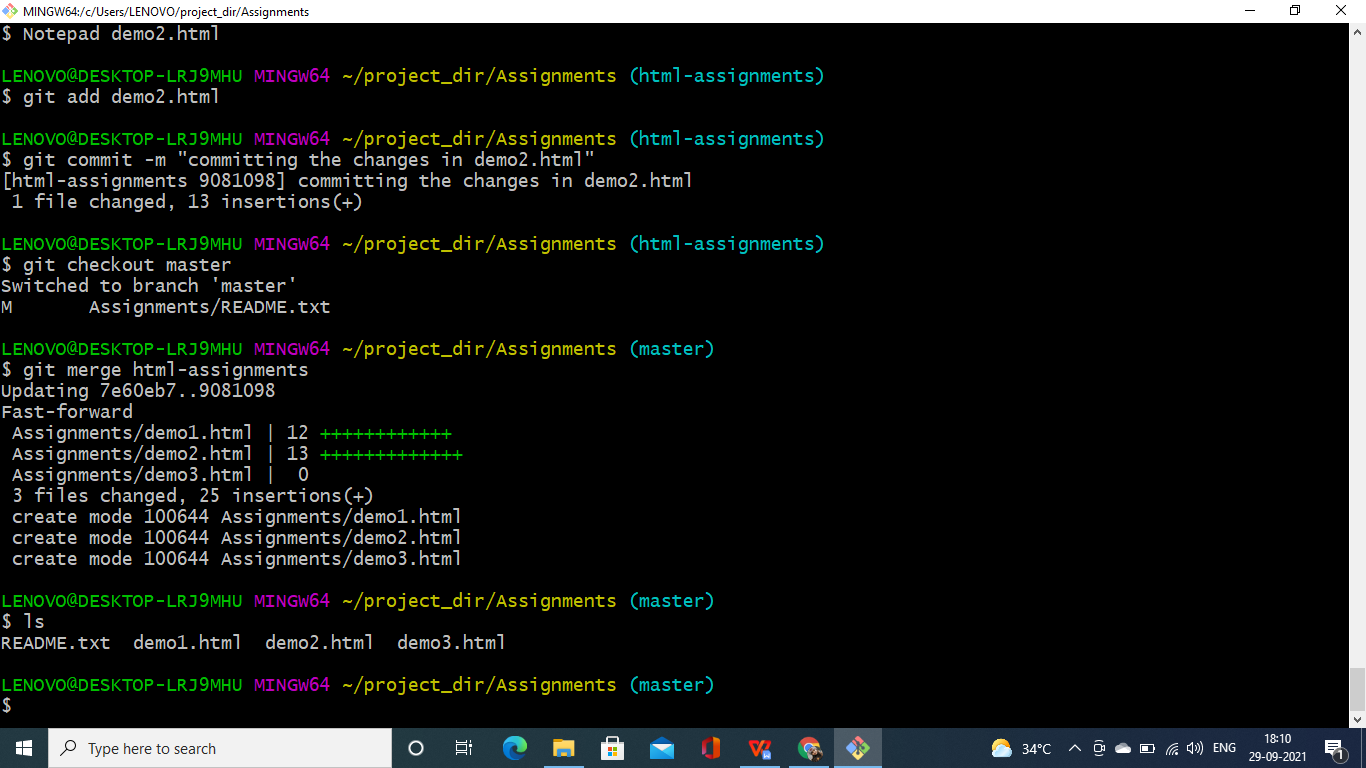 MINGW64:/c/Users/LENOVO/project_dir/Assignments
$ Notepad demo2.html
LENOVO@DESKTOP-LRJ9MHU MINGW64 ~/project_dir/Assignments (html-assignments)
$ git add demo2.html
LENOVO@DESKTOP-LRJ9MHU MINGW64 ~/project_dir/Assignments (html-assignments)
$ git commit -m "committing the changes in demo2.html"
[html-assignments 9081098] committing the changes in demo2.html
 1 file changed, 13 insertions(+)
LENOVO@DESKTOP-LRJ9MHU MINGW64 ~/project_dir/Assignments (html-assignments)
$ git checkout master
Switched to branch 'master'
M       Assignments/README.txt
LENOVO@DESKTOP-LRJ9MHU MINGW64 ~/project_dir/Assignments (master)
$ git merge html-assignments
Updating 7e60eb7..9081098
Fast-forward
 Assignments/demo1.html | 12 ++++++++++++
 Assignments/demo2.html | 13 +++++++++++++
 Assignments/demo3.html |  0
 3 files changed, 25 insertions(+)
 create mode 100644 Assignments/demo1.html
 create mode 100644 Assignments/demo2.html
 create mode 100644 Assignments/demo3.html
LENOVO@DESKTOP-LRJ9MHU MINGW64 ~/project_dir/Assignments (master)
$ ls
README.txt  demo1.html  demo2.html  demo3.html
LENOVO@DESKTOP-LRJ9MHU MINGW64 ~/project_dir/Assignments (master)
$
Type here to search
34°C
ENG
18:10
29-09-2021
1